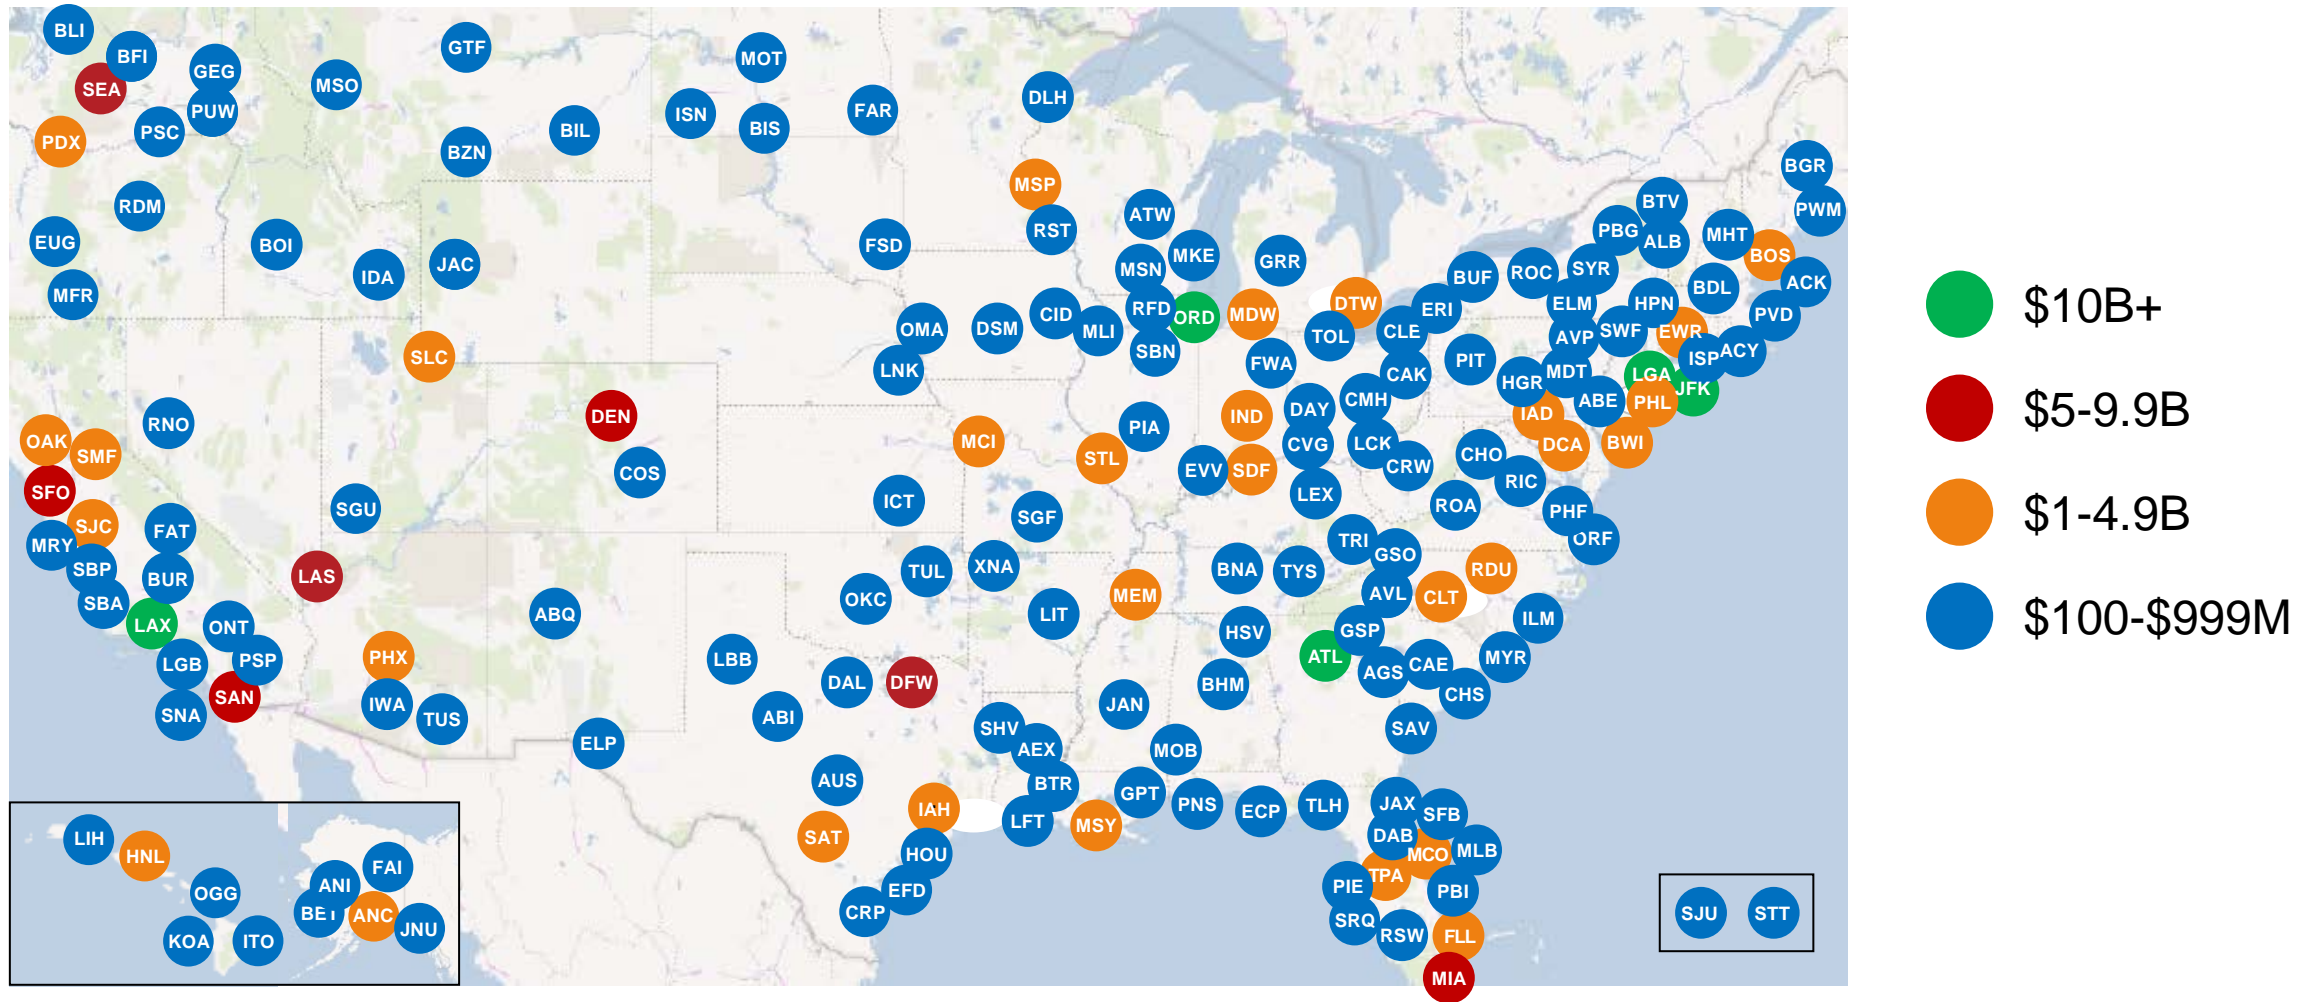 BLI
BFI
SEA
GEG
PUW
PSC
PDX
MSO
GTF
BZN
BIL
ISN
MOT
BIS
FAR
DLH
RDM
EUG
MFR
BOI
IDA
JAC
SLC
FSD
MSP
RST
ATW
MSN
MKE
GRR
OMA
LNK
DSM
CID
MLI
RFD
ORD
SBN
MDW
DTW
TOL
FWA
CLE
ERI
BUF
ROC
SYR
ELM
PBG
BTV
ALB
MHT
BOS
BGR
PWM
ACK
BDL
PVD
HPN
EWR
SWF
AVP
ISP
ACY
LGA
JFK
PHL
MDT
ABE
HGR
IAD
DCA
BWI
PIT
CAK
CMH
LCK
CRW
DAY
CVG
LEX
IND
SDF
EVV
PIA
STL
MCI
CHO
RIC
ROA
PHF
ORF
OAK
SMF
SFO
SJC
MRY
SBP
SBA
RNO
FAT
BUR
LAX
ONT
LGB
PSP
SAN
SNA
SGU
LAS
PHX
IWA
TUS
DEN
COS
ABQ
ELP
ICT
SGF
TUL
XNA
OKC
LIT
MEM
LBB
ABI
DAL
DFW
AUS
SAT
IAH
HOU
EFD
CRP
SHV
AEX
BTR
LFT
MSY
JAN
MOB
GPT
PNS
ECP
TLH
BNA
TYS
TRI
GSO
AVL
CLT
RDU
HSV
BHM
ATL
GSP
AGS
CAE
CHS
MYR
ILM
SAV
JAX
SFB
DAB
MCO
MLB
TPA
PIE
SRQ
RSW
PBI
FLL
MIA
LIH
HNL
OGG
KOA
ITO
ANI
BET
FAI
ANC
JNU
SJU
STT
$10B+
$5-9.9B
$1-4.9B
$100-$999M